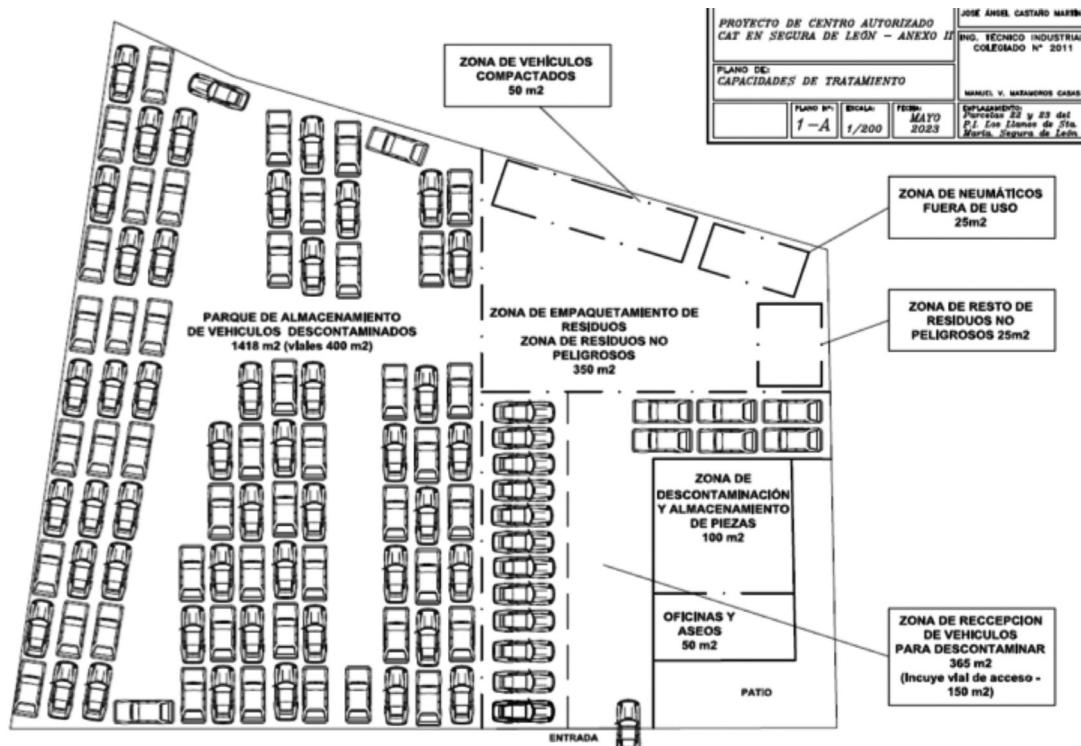 PROYECTO DE CENTRO AUTORIZADO
CAT EN SEGURA DE LEÓN - ANEXO II
JOSÉ ÁNGEL CASTAÑO MARTÍN
ING. TÉCNICO INDUSTRIAL
COLEGIADO Nº 2011
PLANO DE:
CAPACIDADES DE TRATAMIENTO
MANUEL V. MATAMOROS CASAS
PLANO Nº:
1-A
ESCALA:
1/200
FECHA:
MAYO
2023
EMPLAZAMIENTO:
Parcelas 22 y 23 del
P.I. Los Llanos de Sta.
María. Segura de León
ZONA DE VEHÍCULOS
COMPACTADOS
50 m2
ZONA DE NEUMÁTICOS
FUERA DE USO
25m2
ZONA DE RESTO DE
RESIDUOS NO
PELIGROSOS 25m2
PARQUE DE ALMACENAMIENTO
DE VEHICULOS DESCONTAMINADOS
1418 m2 (viales 400 m2)
ZONA DE EMPAQUETAMIENTO DE
RESIDUOS
ZONA DE RESIDUOS NO
PELIGROSOS
350 m2
ZONA DE
DESCONTAMINACIÓN
Y ALMACENAMIENTO
DE PIEZAS
100 m2
OFICINAS Y
ASEOS
50 m2
PATIO
ZONA DE RECCEPCION
DE VEHICULOS
PARA DESCONTAMINAR
365 m2
(Incuye vial de acceso -
150 m2)
ENTRADA